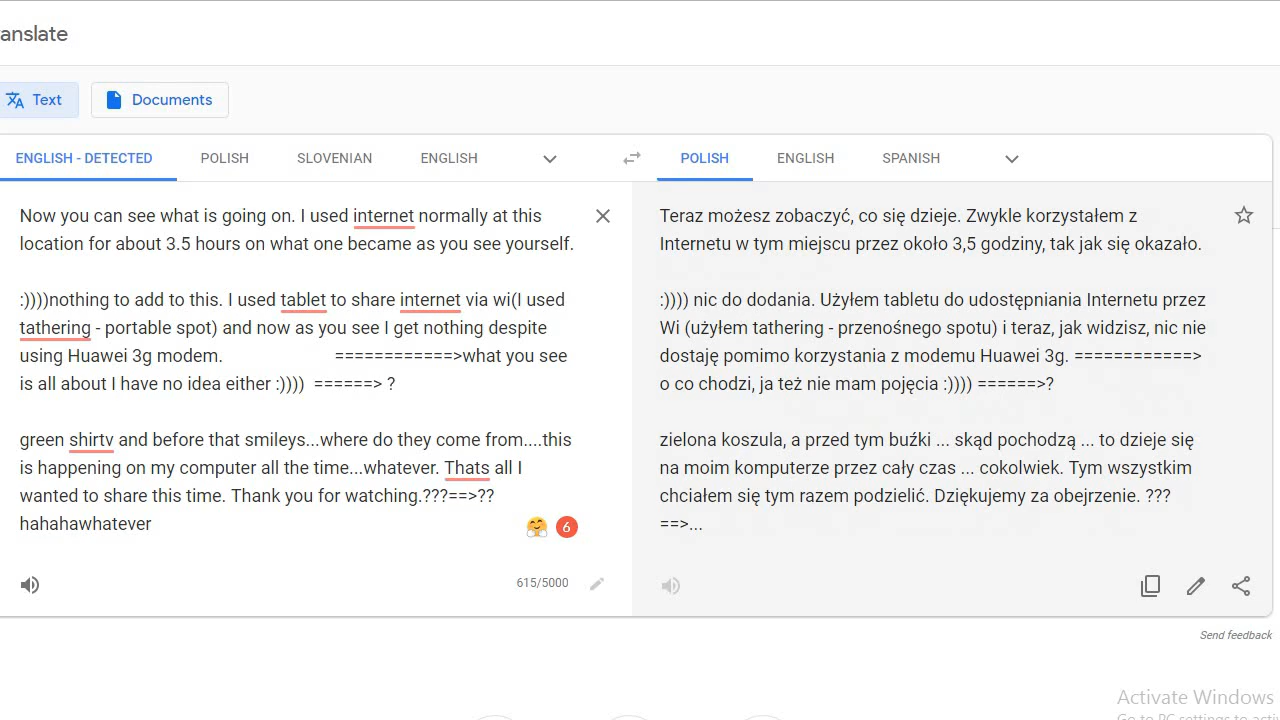 anslate
Text
Documents
ENGLISH - DETECTED
POLISH
SLOVENIAN
ENGLISH
POLISH
ENGLISH
SPANISH
Now you can see what is going on. I used internet normally at this
location for about 3.5 hours on what one became as you see yourself.
:))))nothing to add to this. I used tablet to share internet via wi(I used
tathering - portable spot) and now as you see I get nothing despite
using Huawei 3g modem. ============>what you see
is all about I have no idea either :)))) ======> ?
green shirtv and before that smileys...where do they come from....this
is happening on my computer all the time...whatever. Thats all I
wanted to share this time. Thank you for watching.???==>??
hahahawhatever
6
615/5000
Teraz możesz zobaczyć, co się dzieje. Zwykle korzystałem z
Internetu w tym miejscu przez około 3,5 godziny, tak jak się okazało.
:)))) nic do dodania. Użyłem tabletu do udostępniania Internetu przez
Wi (użyłem tathering - przenośnego spotu) i teraz, jak widzisz, nic nie
dostaję pomimo korzystania z modemu Huawei 3g. ============>
o co chodzi, ja też nie mam pojęcia :)))) ======>?
zielona koszula, a przed tym buźki ... skąd pochodzą ... to dzieje się
na moim komputerze przez cały czas ... cokolwiek. Tym wszystkim
chciałem się tym razem podzielić. Dziękujemy za obejrzenie. ???
==>...
Send feedback
Activate Windows
Go to PC settings to acti